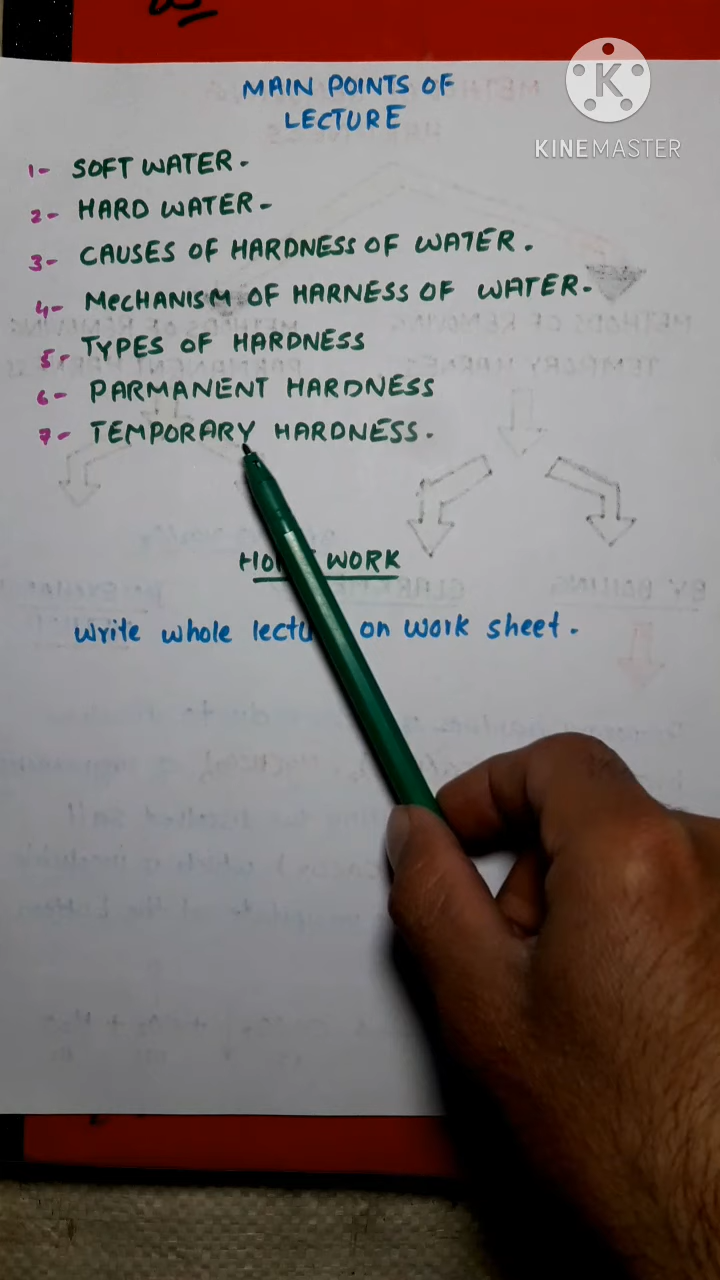 MAIN POINTS OF
LECTURE
K
KINEMASTER
1- SOFT WATER.
2- HARD WATER-
3- CAUSES OF HARDNESS OF WATER.
4- MECHANISM OF HARNESS OF WATER.
5- TYPES OF HARDNESS
6- PARMANENT HARDNESS
7- TEMPORARY HARDNESS.
WORK
write whole on work sheet.